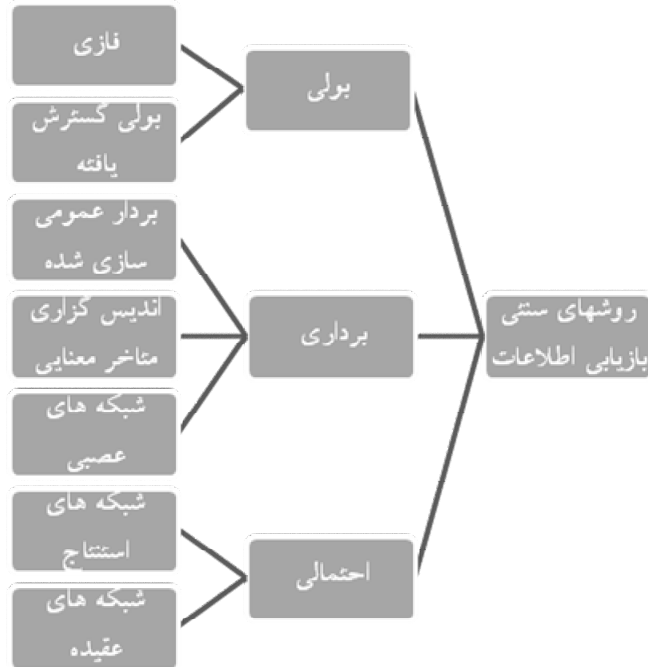 روشهای سنتی
بازیابی اطلاعات
بولی
فازی
بولی گسترش
یافته
برداری
بردار عمومی
سازی شده
اندیس گزاری
متاخر معنایی
شبکه های
عصبی
احتمالی
شبکه های
استنتاج
شبکه های
عقیده